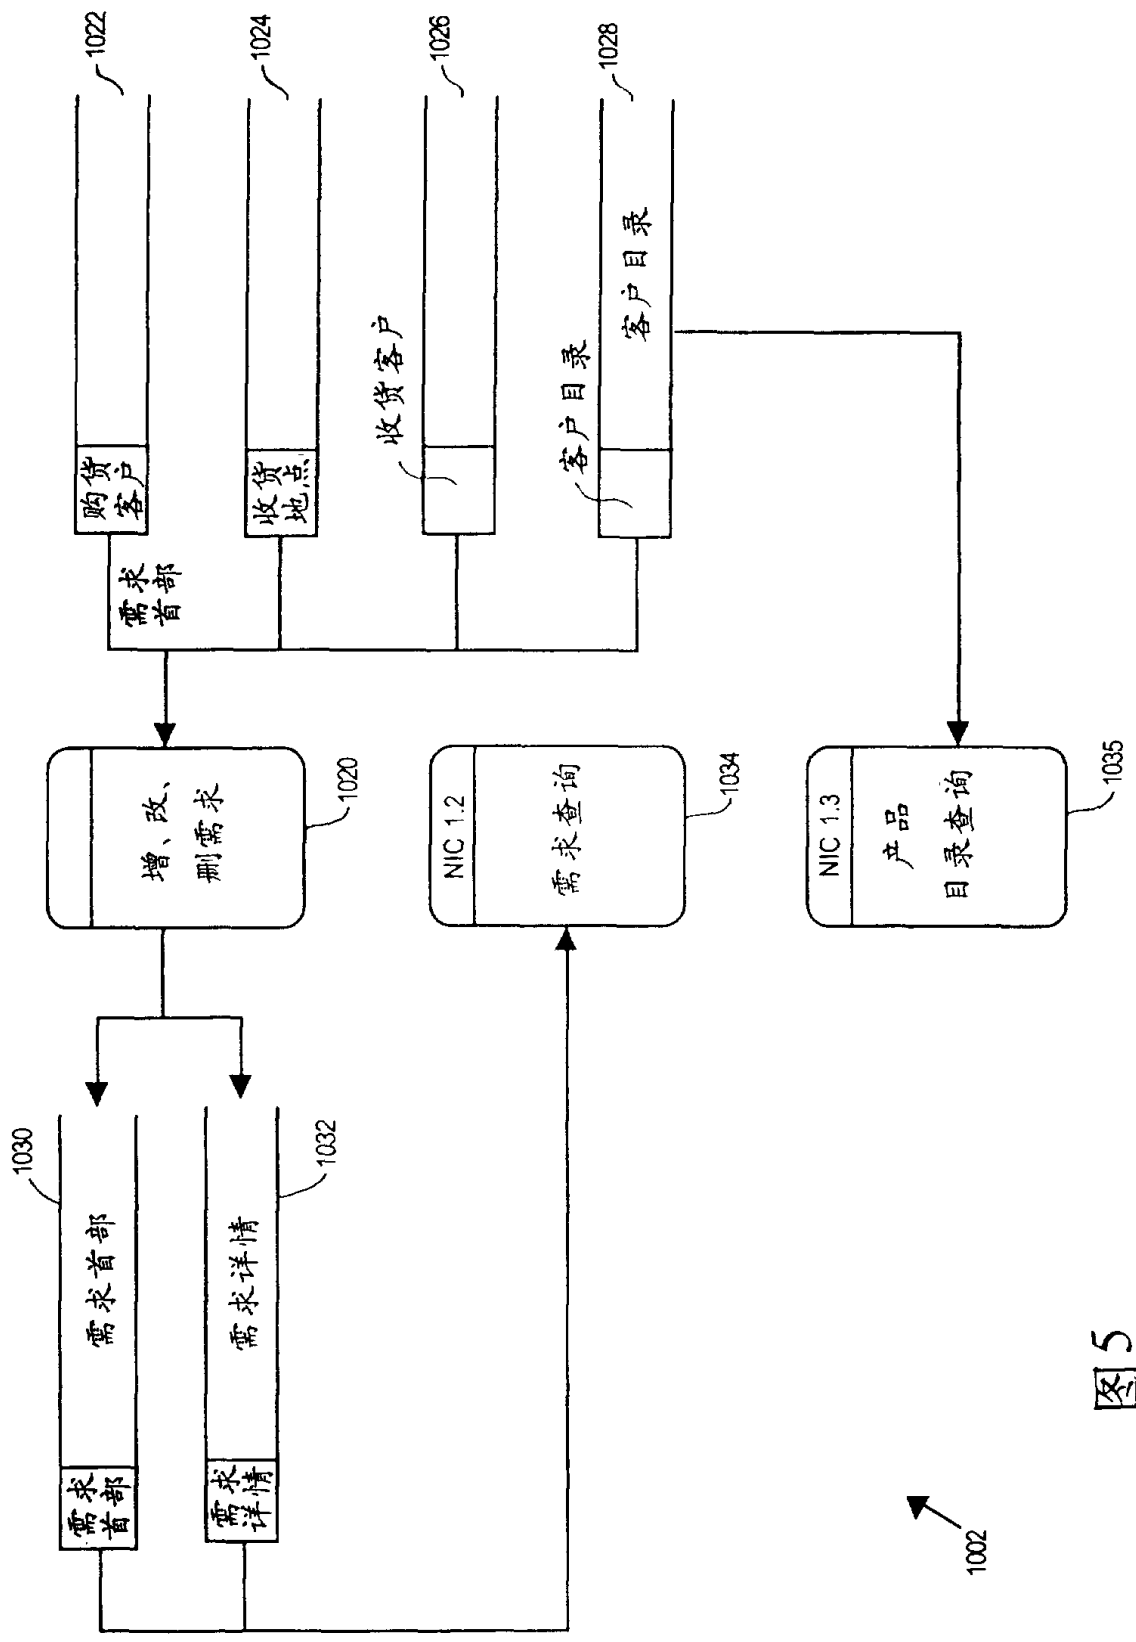 1022
购货
客户
1024
收货
地点
1026
收货客户
1028
客户目录
客户目录
需求
首部
增、改、
删需求
1020
NIC 1.2
需求查询
1034
NIC 1.3
产品
目录查询
1035
1030
需求首部
需求
首部
1032
需求详情
需求
详情
1002
图5